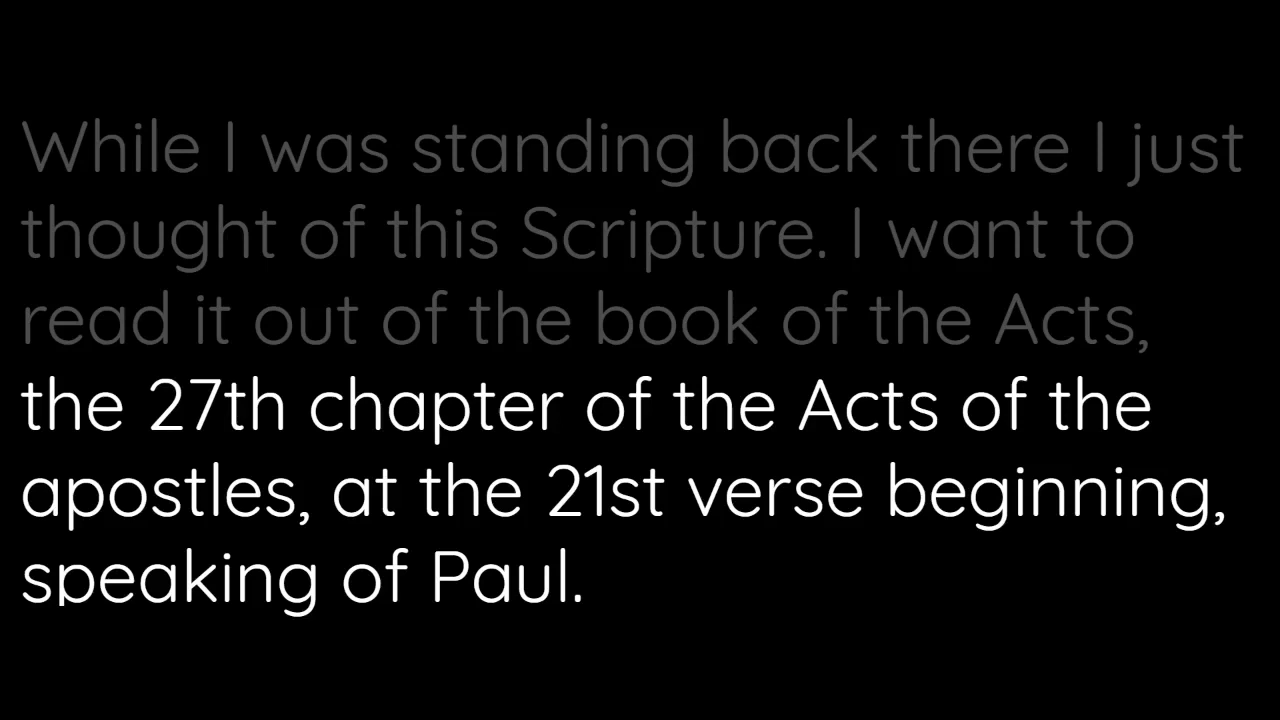 While I was standing back there I just
thought of this Scripture. I want to
read it out of the book of the Acts,
the 27th chapter of the Acts of the
apostles, at the 21st verse beginning,
speaking of Paul.